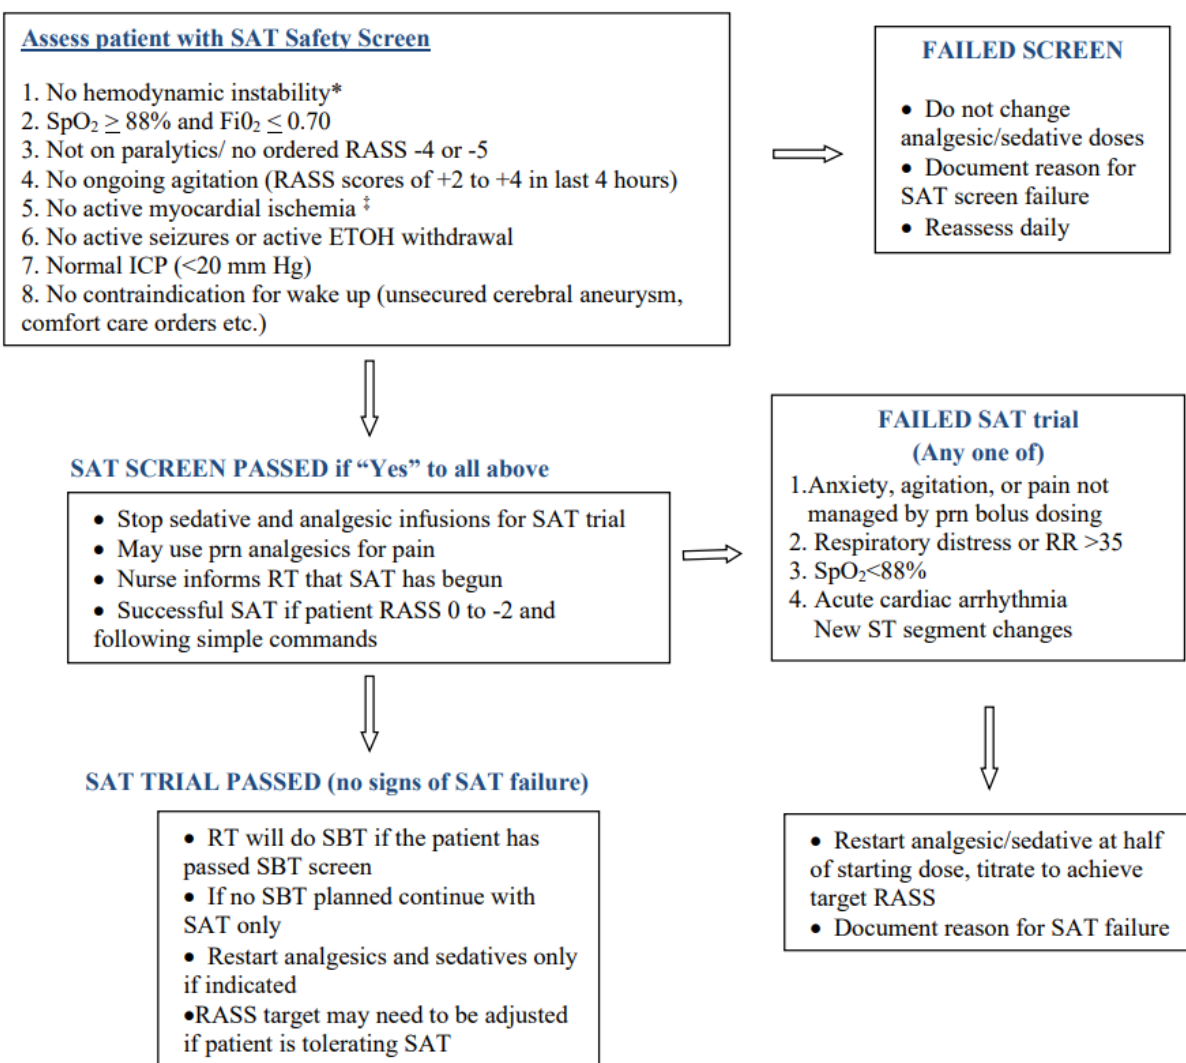 Assess patient with SAT Safety Screen
1. No hemodynamic instability*
2. SpO₂ ≥ 88% and Fi0₂ ≤ 0.70
3. Not on paralytics/ no ordered RASS -4 or -5
4. No ongoing agitation (RASS scores of +2 to +4 in last 4 hours)
5. No active myocardial ischemia ‡
6. No active seizures or active ETOH withdrawal
7. Normal ICP (<20 mm Hg)
8. No contraindication for wake up (unsecured cerebral aneurysm,
comfort care orders etc.)
FAILED SCREEN
• Do not change
analgesic/sedative doses
• Document reason for
SAT screen failure
• Reassess daily
SAT SCREEN PASSED if “Yes” to all above
• Stop sedative and analgesic infusions for SAT trial
• May use prn analgesics for pain
• Nurse informs RT that SAT has begun
• Successful SAT if patient RASS 0 to -2 and
following simple commands
FAILED SAT trial
(Any one of)
1.Anxiety, agitation, or pain not
managed by prn bolus dosing
2. Respiratory distress or RR >35
3. SpO₂<88%
4. Acute cardiac arrhythmia
New ST segment changes
SAT TRIAL PASSED (no signs of SAT failure)
• RT will do SBT if the patient has
passed SBT screen
• If no SBT planned continue with
SAT only
• Restart analgesics and sedatives only
if indicated
•RASS target may need to be adjusted
if patient is tolerating SAT
• Restart analgesic/sedative at half
of starting dose, titrate to achieve
target RASS
• Document reason for SAT failure